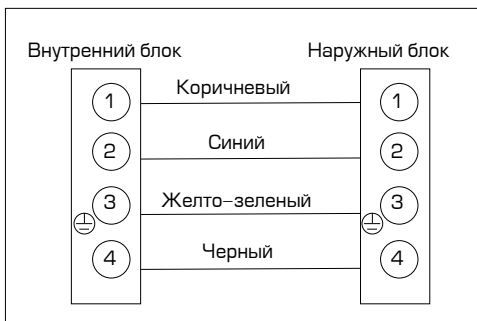 Внутренний блок Наружный блок
1 Коричневый 1
2 Синий 2
3 Желто-зеленый 3
4 Черный 4